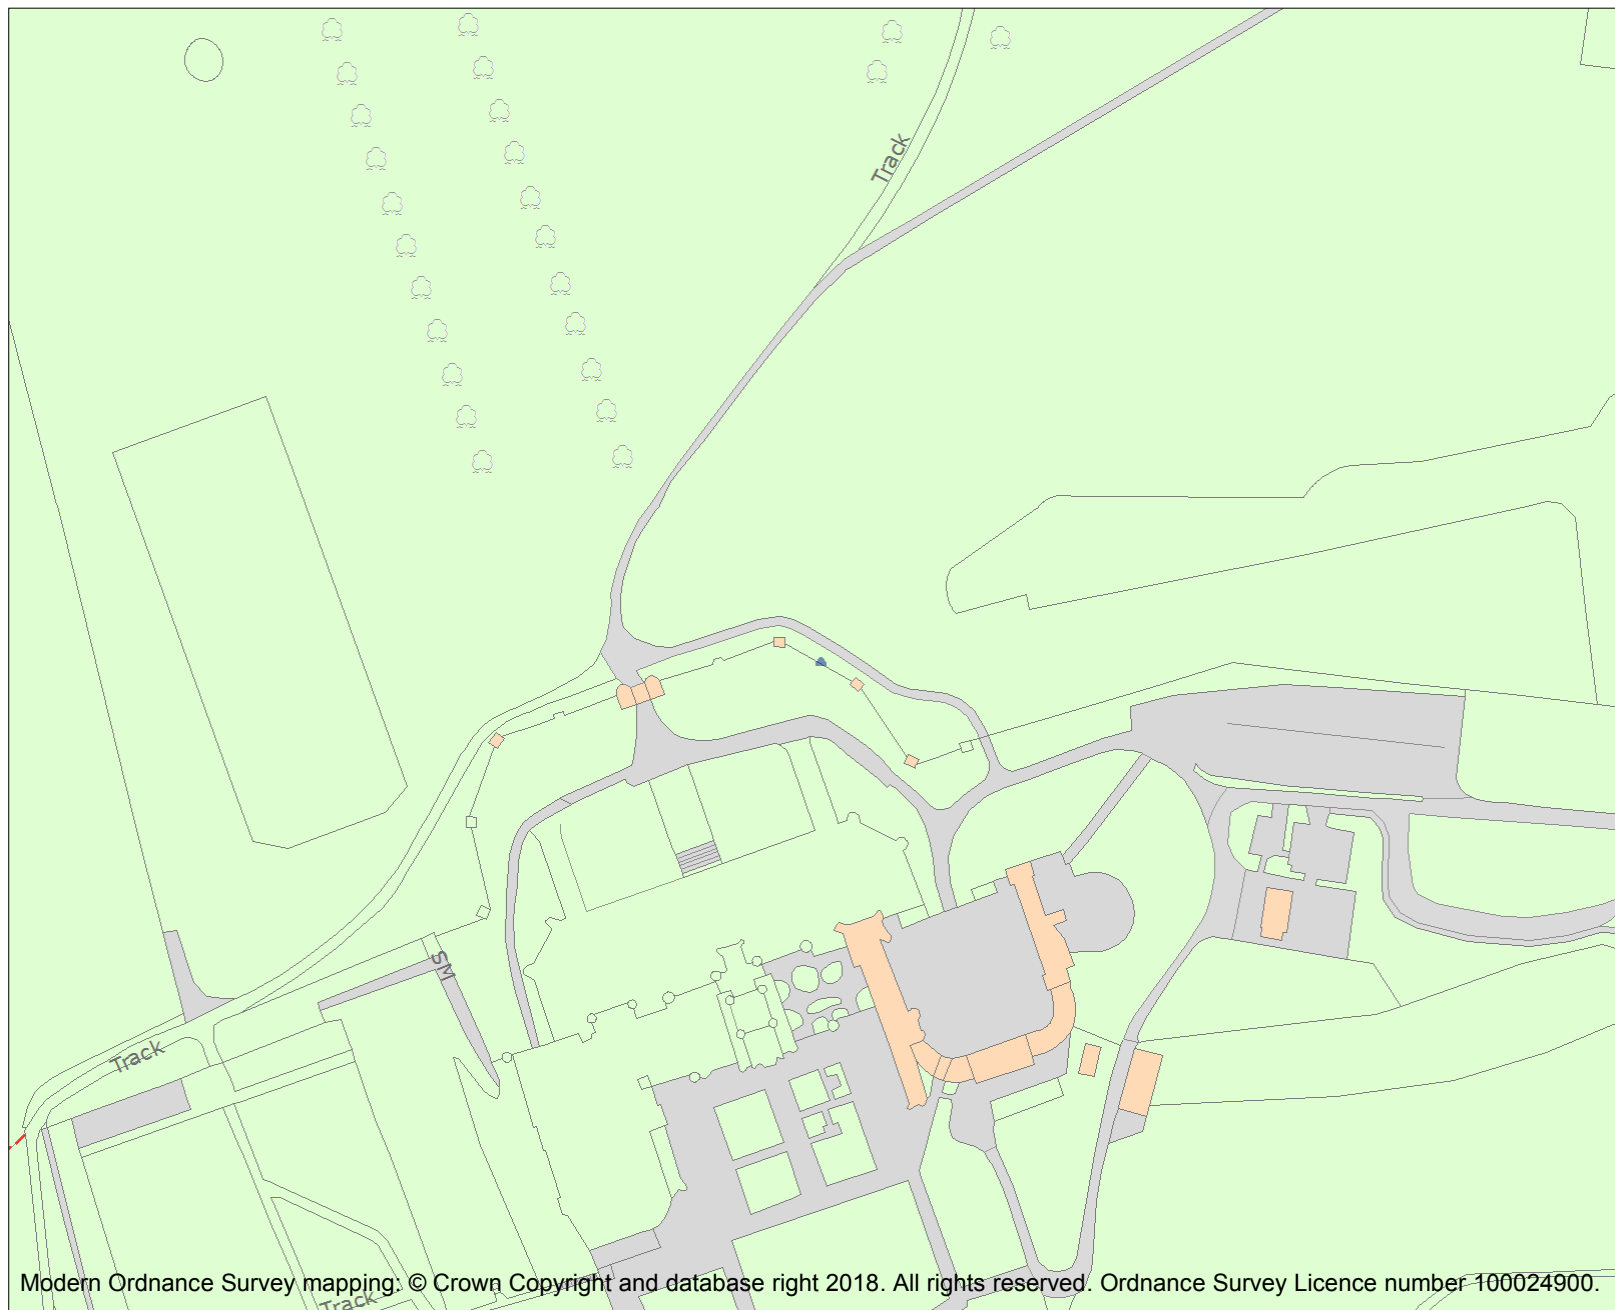 Track
SM
Track
Track
Modern Ordnance Survey mapping: © Crown Copyright and database right 2018. All rights reserved. Ordnance Survey Licence number 100024900.